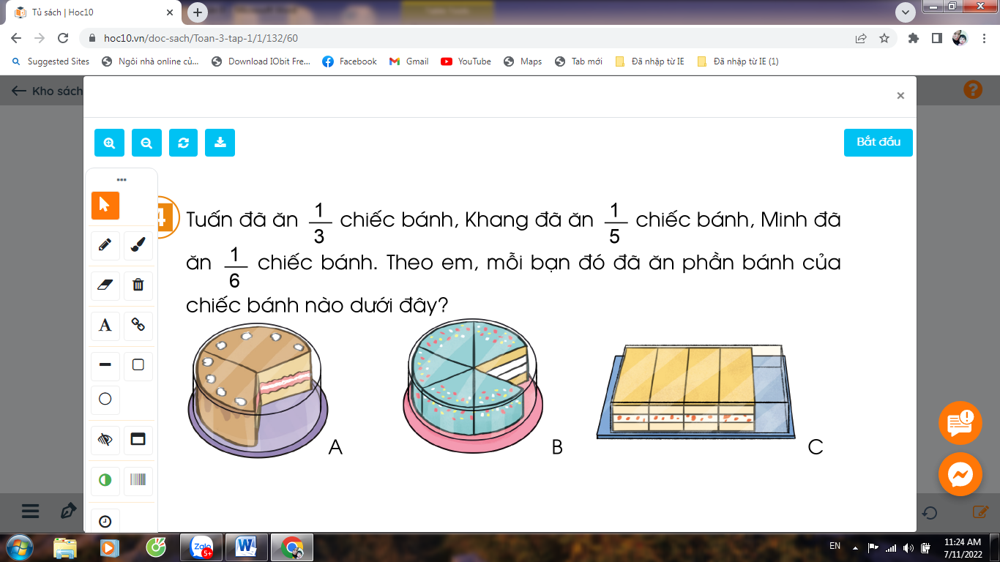 Tủ sách | Hoc10
hoc10.vn/doc-sach/Toan-3-tap-1/1/132/60
Suggested Sites
Ngôi nhà online củ...
Download IObit Fre...
Facebook
Gmail
YouTube
Maps
Tab mới
Đã nhập từ IE
Đã nhập từ IE (1)
Kho sách
Bắt đầu
4 Tuấn đã ăn 1/3 chiếc bánh, Khang đã ăn 1/5 chiếc bánh, Minh đã
ăn 1/6 chiếc bánh. Theo em, mỗi bạn đó đã ăn phần bánh của
chiếc bánh nào dưới đây?
A
B
C
A
Zalo
5+
EN
11:24 AM
7/11/2022